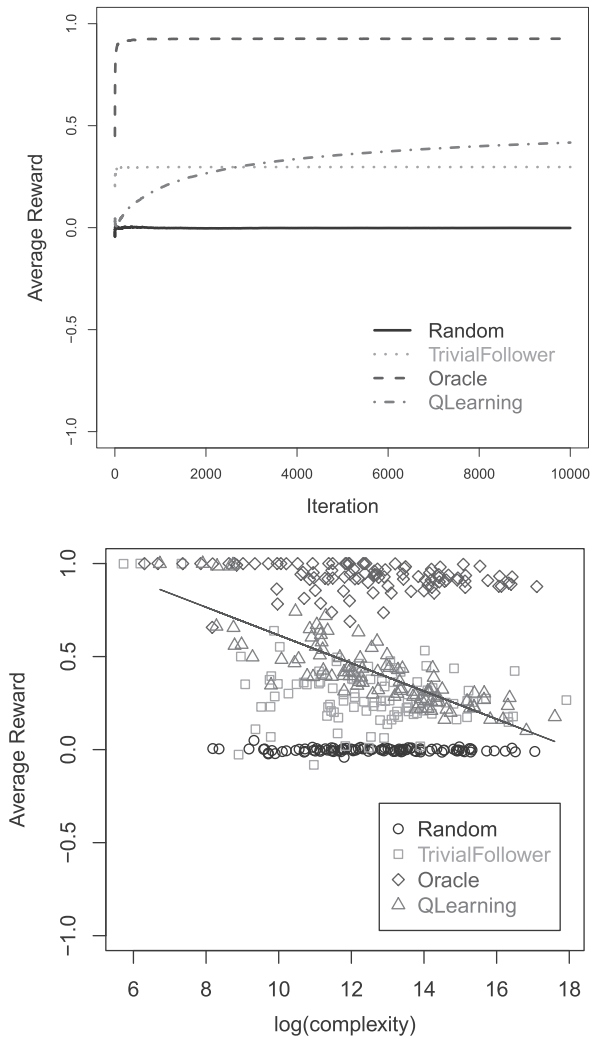 1.0
0.5
0.0
−0.5
−1.0
Average Reward
Random
TrivialFollower
Oracle
QLearning
0 2000 4000 6000 8000 10000
Iteration
1.0
0.5
0.0
−0.5
−1.0
Average Reward
Random
TrivialFollower
Oracle
QLearning
6 8 10 12 14 16 18
log(complexity)